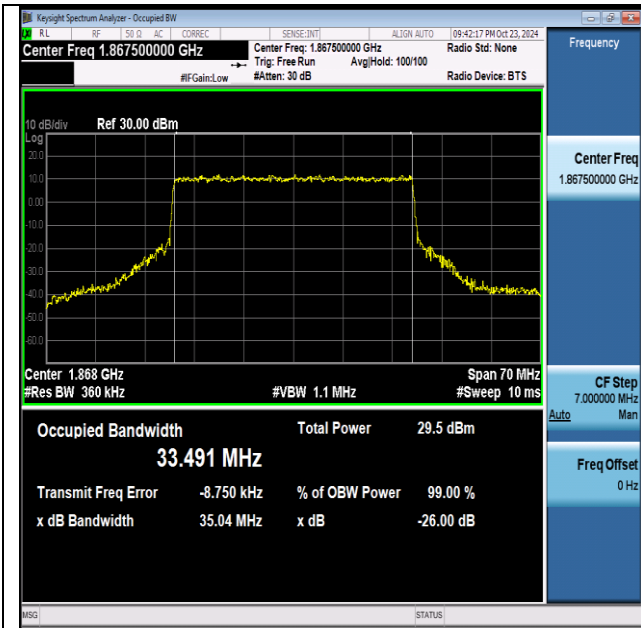 Keysight Spectrum Analyzer - Occupied BW
RL RF 50 Ω AC CORREC SENSE:INT ALIGN AUTO 09:42:17 PM Oct 23, 2024
Center Freq 1.867500000 GHz
Center Freq: 1.867500000 GHz
Radio Std: None
Trig: Free Run Avg|Hold: 100/100
#IFGain:Low
#Atten: 30 dB
Radio Device: BTS
Frequency
10 dB/div Ref 30.00 dBm
Log
20.0
10.0
0.00
-10.0
-20.0
-30.0
-40.0
-50.0
-60.0
Center 1.868 GHz Span 70 MHz
#Res BW 360 kHz #VBW 1.1 MHz #Sweep 10 ms
Occupied Bandwidth Total Power 29.5 dBm
33.491 MHz
Transmit Freq Error -8.750 kHz % of OBW Power 99.00 %
x dB Bandwidth 35.04 MHz x dB -26.00 dB
Center Freq
1.867500000 GHz
CF Step
7.000000 MHz
Auto Man
Freq Offset
0 Hz
MSG STATUS